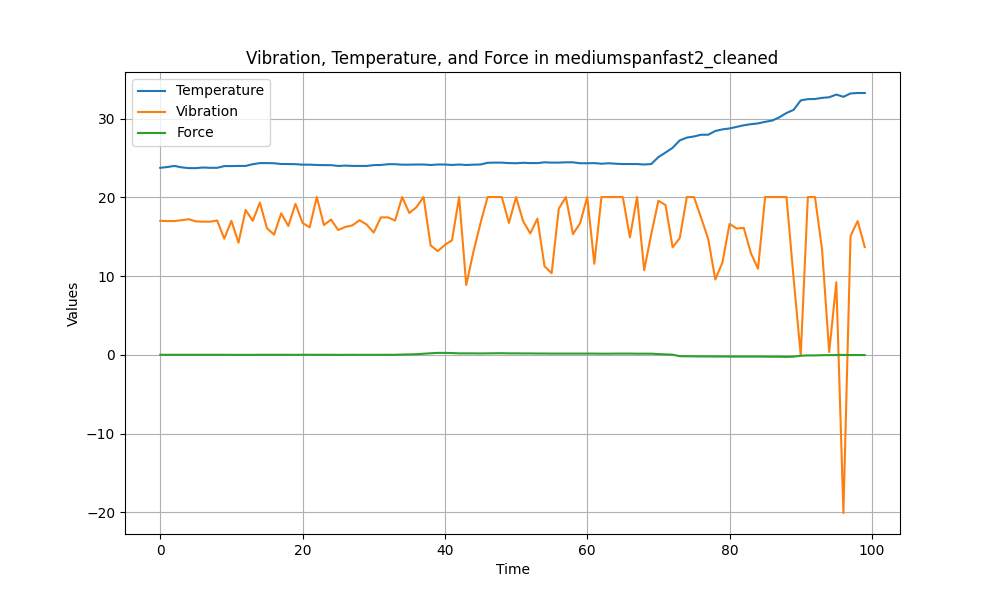 Vibration, Temperature, and Force in mediumspanfast2_cleaned
Temperature
Vibration
Force
Values
30
20
10
0
−10
−20
0 20 40 60 80 100
Time